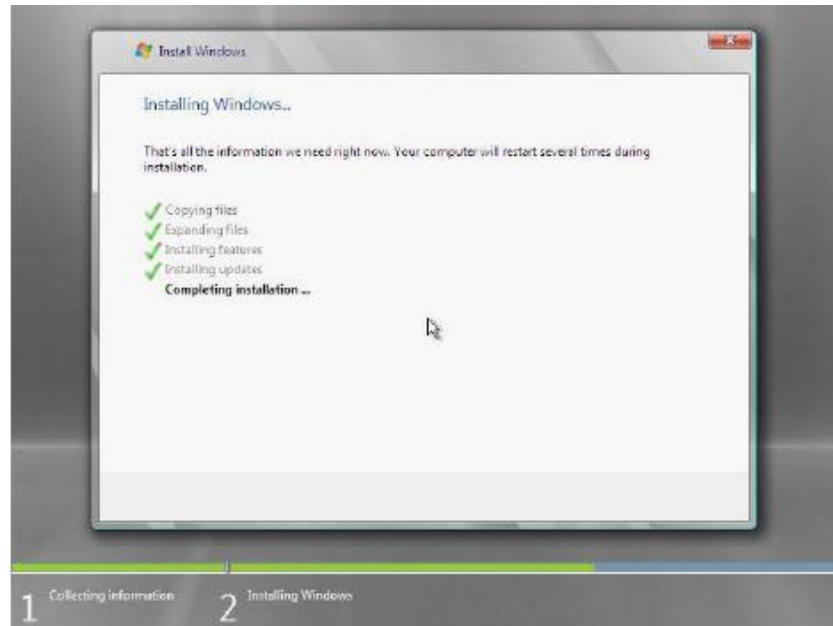 Install Windows
Installing Windows...
That's all the information we need right now. Your computer will restart several times during
installation.
Copying files
Expanding files
Installing features
Installing updates
Completing installation ...
1 Collecting information 2 Installing Windows